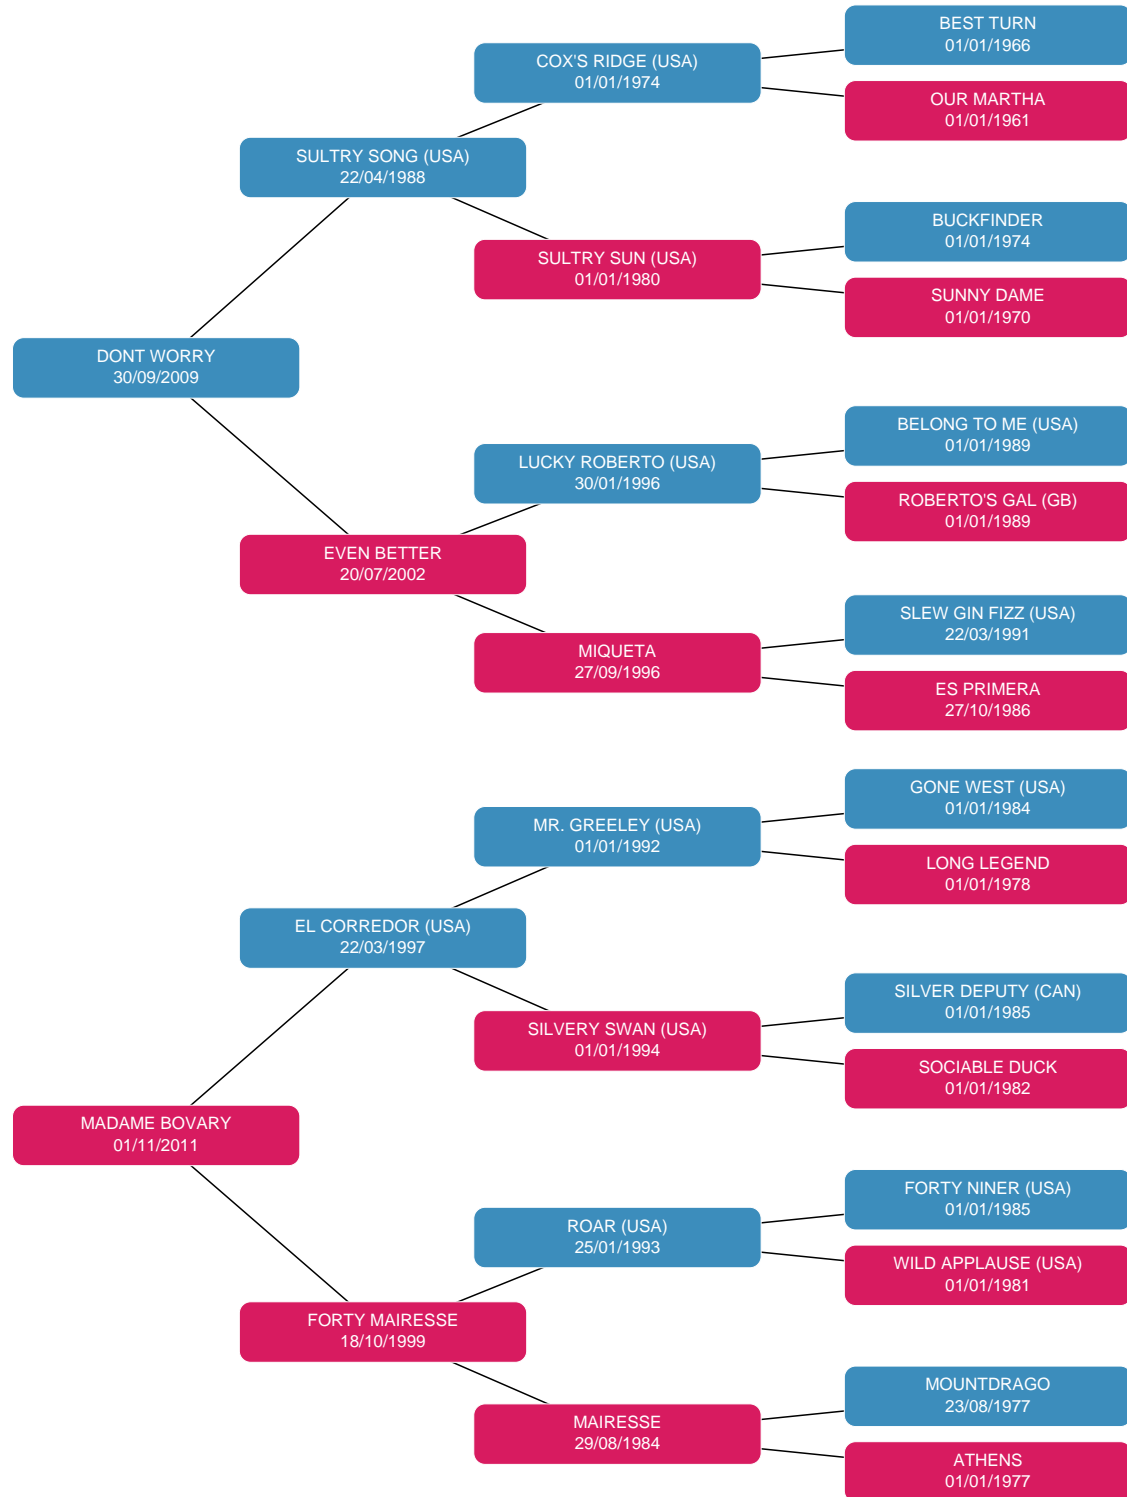 BEST TURN
01/01/1966
COX'S RIDGE (USA)
01/01/1974
OUR MARTHA
01/01/1961
SULTRY SONG (USA)
22/04/1988
BUCKFINDER
01/01/1974
SULTRY SUN (USA)
01/01/1980
SUNNY DAME
01/01/1970
DONT WORRY
30/09/2009
BELONG TO ME (USA)
01/01/1989
LUCKY ROBERTO (USA)
30/01/1996
ROBERTO'S GAL (GB)
01/01/1989
EVEN BETTER
20/07/2002
SLEW GIN FIZZ (USA)
22/03/1991
MIQUETA
27/09/1996
ES PRIMERA
27/10/1986
GONE WEST (USA)
01/01/1984
MR. GREELEY (USA)
01/01/1992
LONG LEGEND
01/01/1978
EL CORREDOR (USA)
22/03/1997
SILVER DEPUTY (CAN)
01/01/1985
SILVERY SWAN (USA)
01/01/1994
SOCIABLE DUCK
01/01/1982
MADAME BOVARY
01/11/2011
FORTY NINER (USA)
01/01/1985
ROAR (USA)
25/01/1993
WILD APPLAUSE (USA)
01/01/1981
FORTY MAIRESSE
18/10/1999
MOUNTDRAGO
23/08/1977
MAIRESSE
29/08/1984
ATHENS
01/01/1977